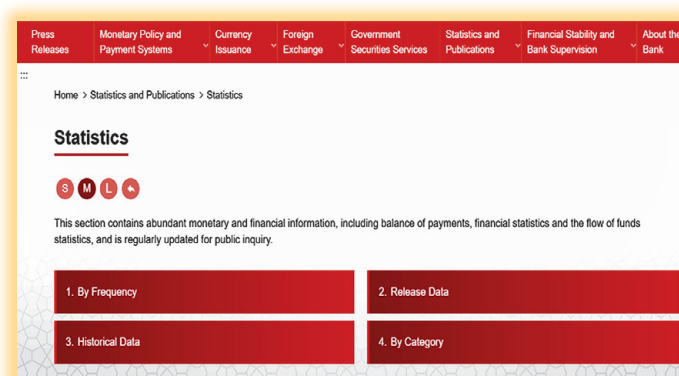 Press Releases
Monetary Policy and Payment Systems
Currency Issuance
Foreign Exchange
Government Securities Services
Statistics and Publications
Financial Stability and Bank Supervision
About the Bank
:::
Home > Statistics and Publications > Statistics
Statistics
S M L
This section contains abundant monetary and financial information, including balance of payments, financial statistics and the flow of funds
statistics, and is regularly updated for public inquiry.
1. By Frequency
2. Release Data
3. Historical Data
4. By Category